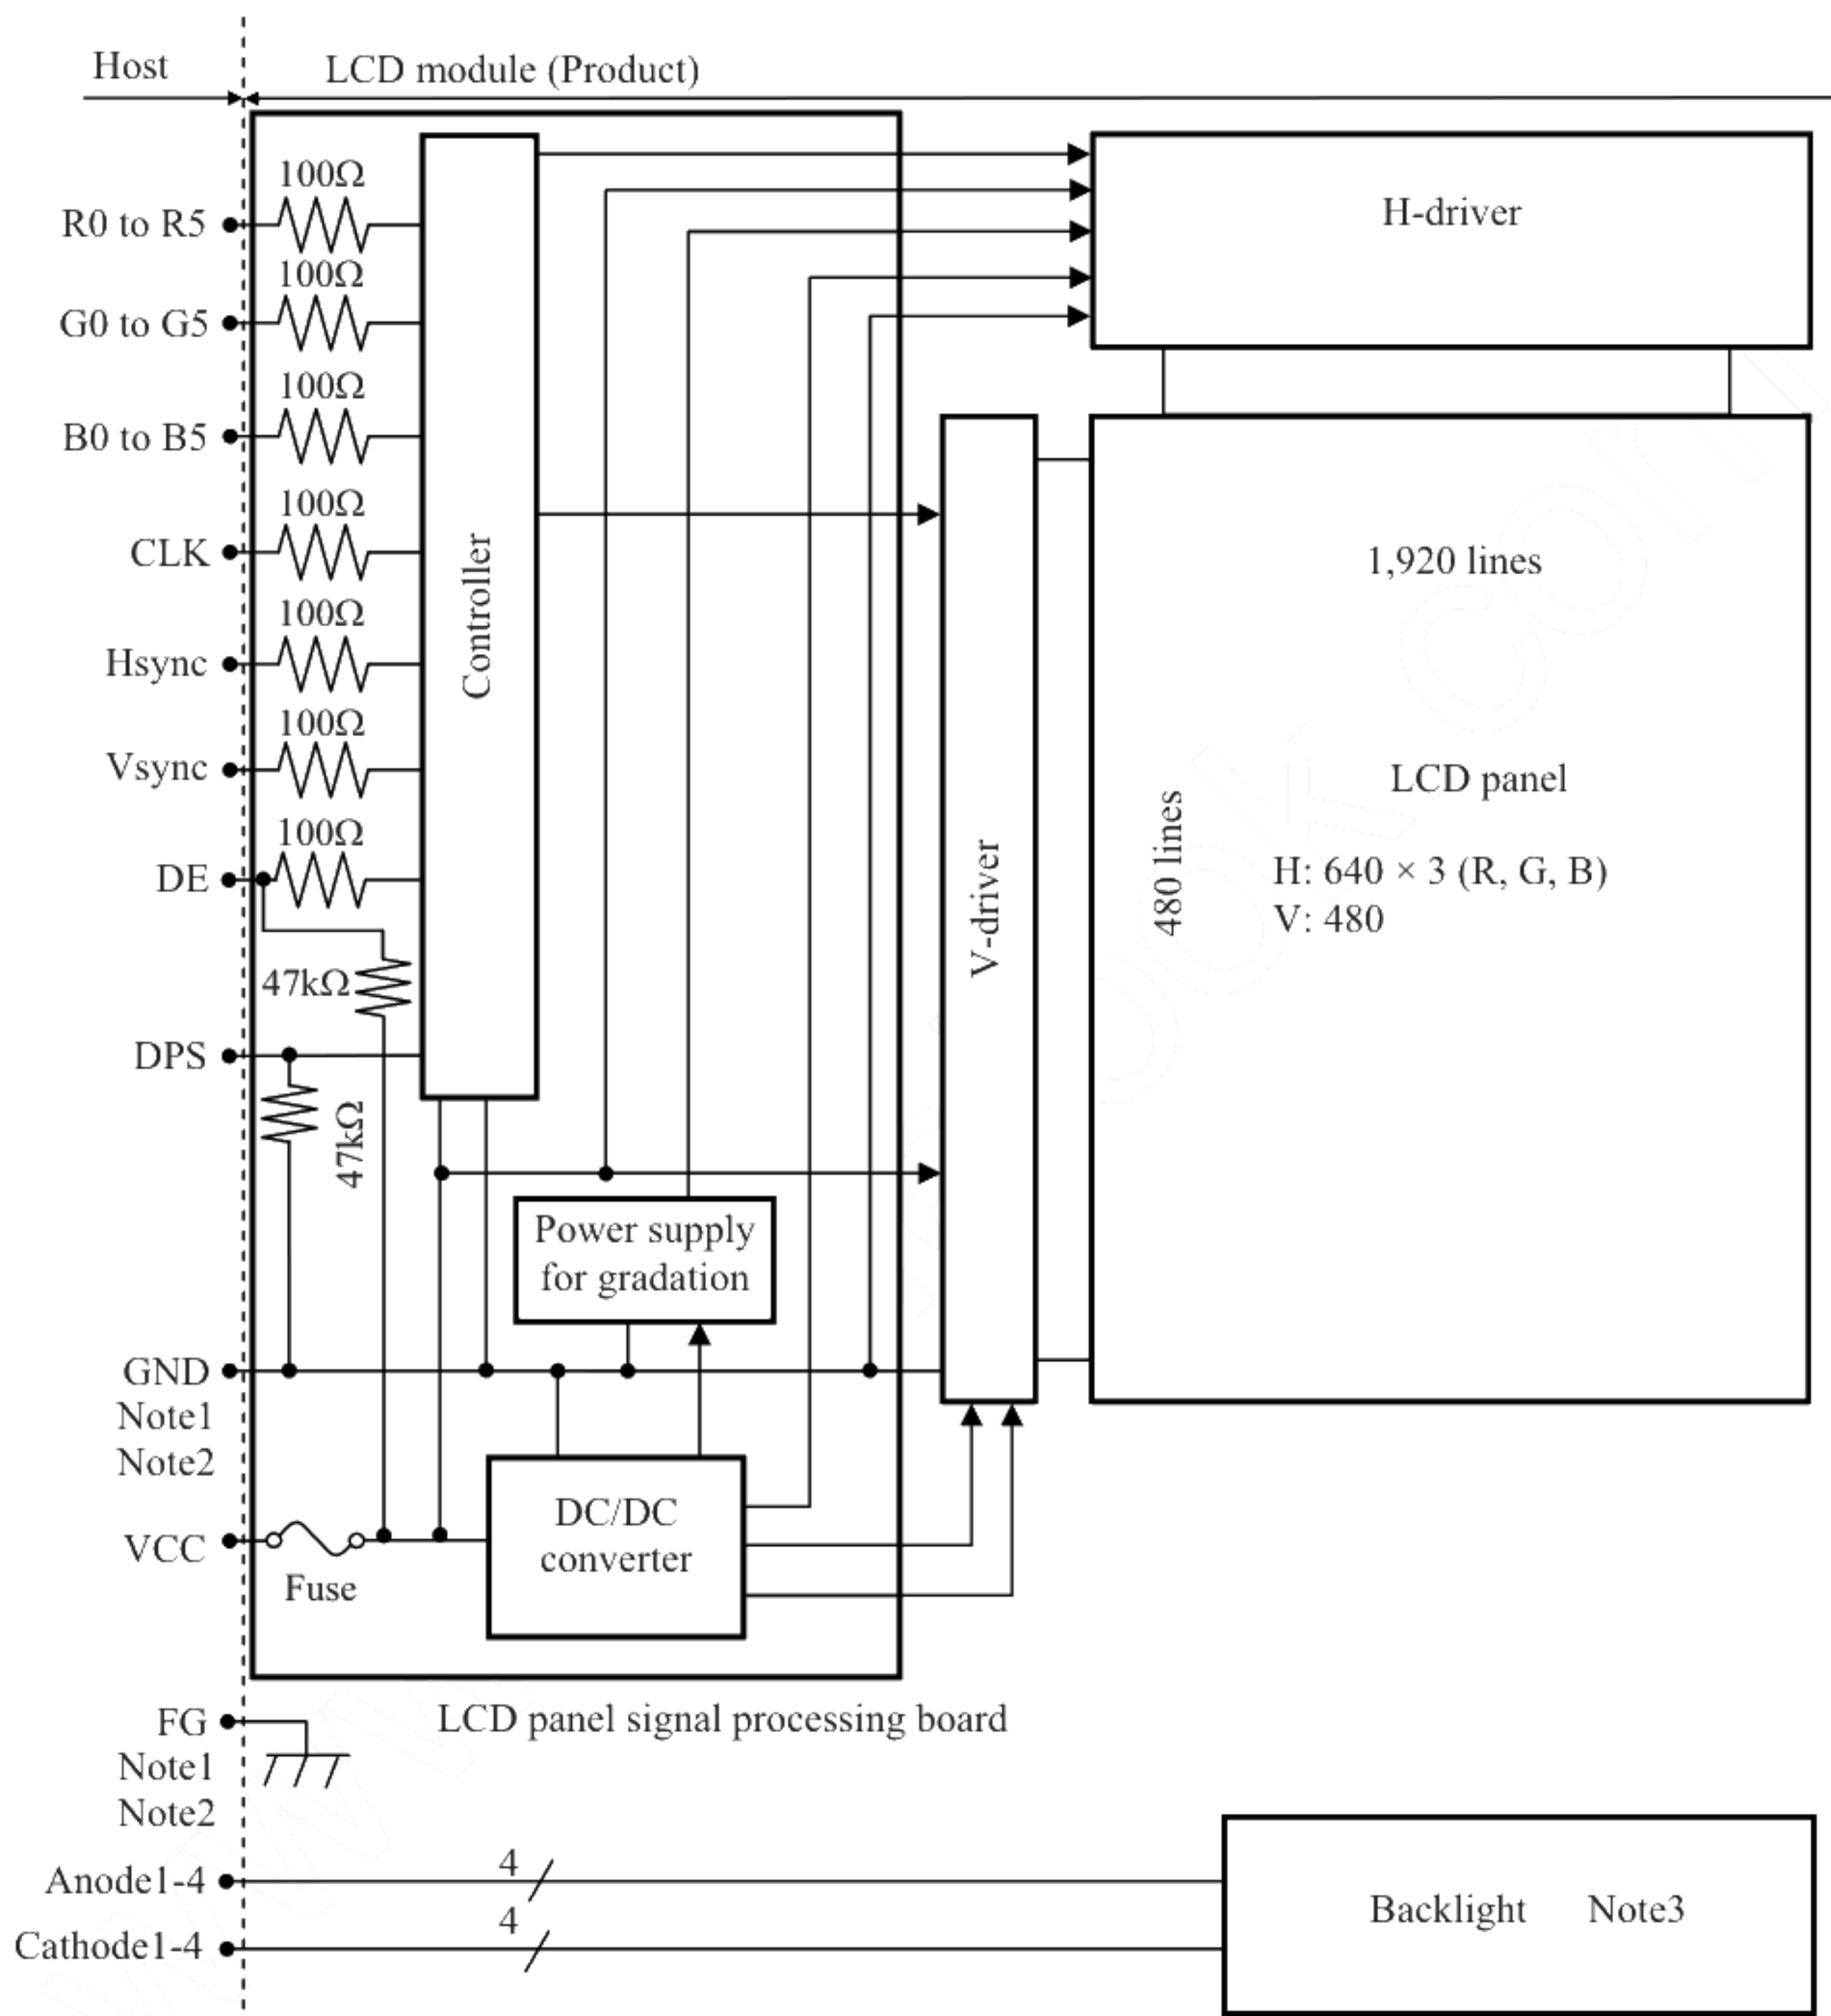 Host
LCD module (Product)
100Ω
R0 to R5
100Ω
G0 to G5
100Ω
B0 to B5
100Ω
CLK
100Ω
Hsync
100Ω
Vsync
100Ω
DE
47kΩ
DPS
47kΩ
GND
Note1
Note2
VCC
Fuse
Controller
Power supply
for gradation
DC/DC
converter
H-driver
V-driver
1,920 lines
480 lines
LCD panel
H: 640 × 3 (R, G, B)
V: 480
LCD panel signal processing board
FG
Note1
Note2
Anode1-4
4
Cathode1-4
4
Backlight Note3